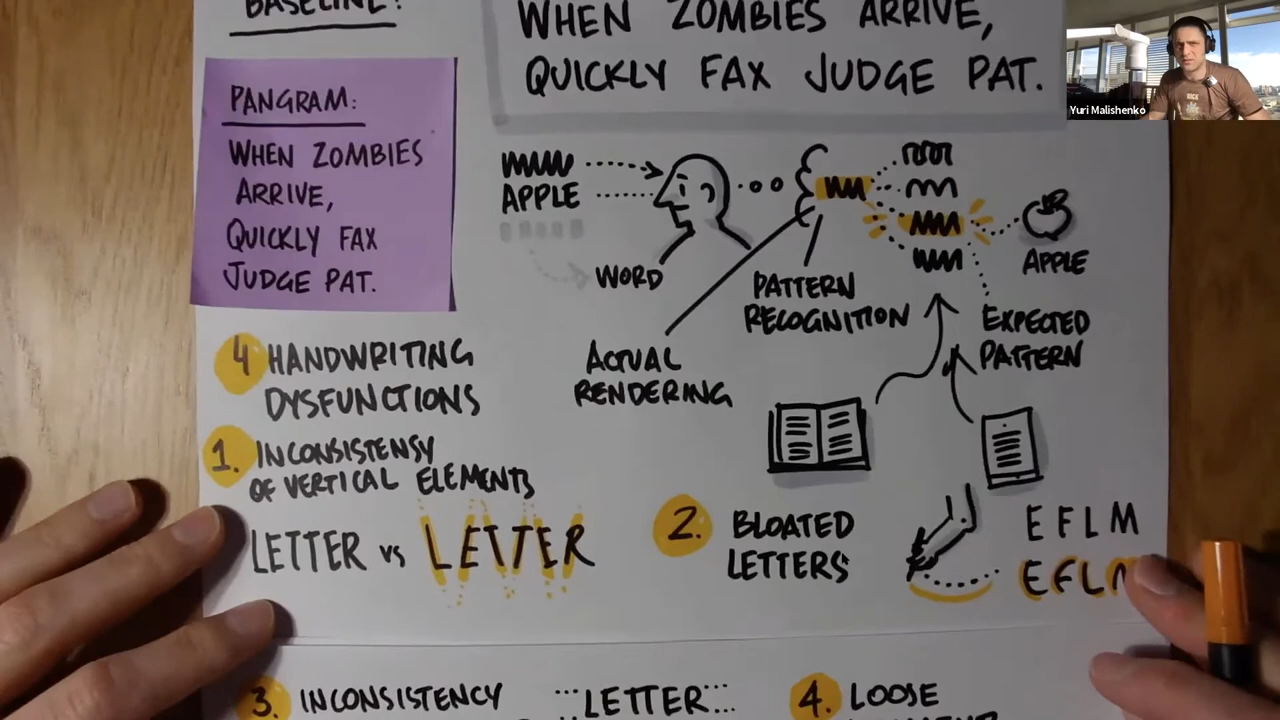 BASELINE:
WHEN ZOMBIES ARRIVE,
QUICKLY FAX JUDGE PAT.
Yuri Malishenko
PANGRAM:
WHEN ZOMBIES
ARRIVE,
QUICKLY FAX
JUDGE PAT.
APPLE
WORD
PATTERN
RECOGNITION
ACTUAL
RENDERING
APPLE
EXPECTED
PATTERN
4 HANDWRITING
DYSFUNCTIONS
1. INCONSISTENSY
OF VERTICAL ELEMENTS
LETTER vs LETTER
2. BLOATED
LETTERS
E F L M
E F L M
3. INCONSISTENCY
LETTER
4. LOOSE